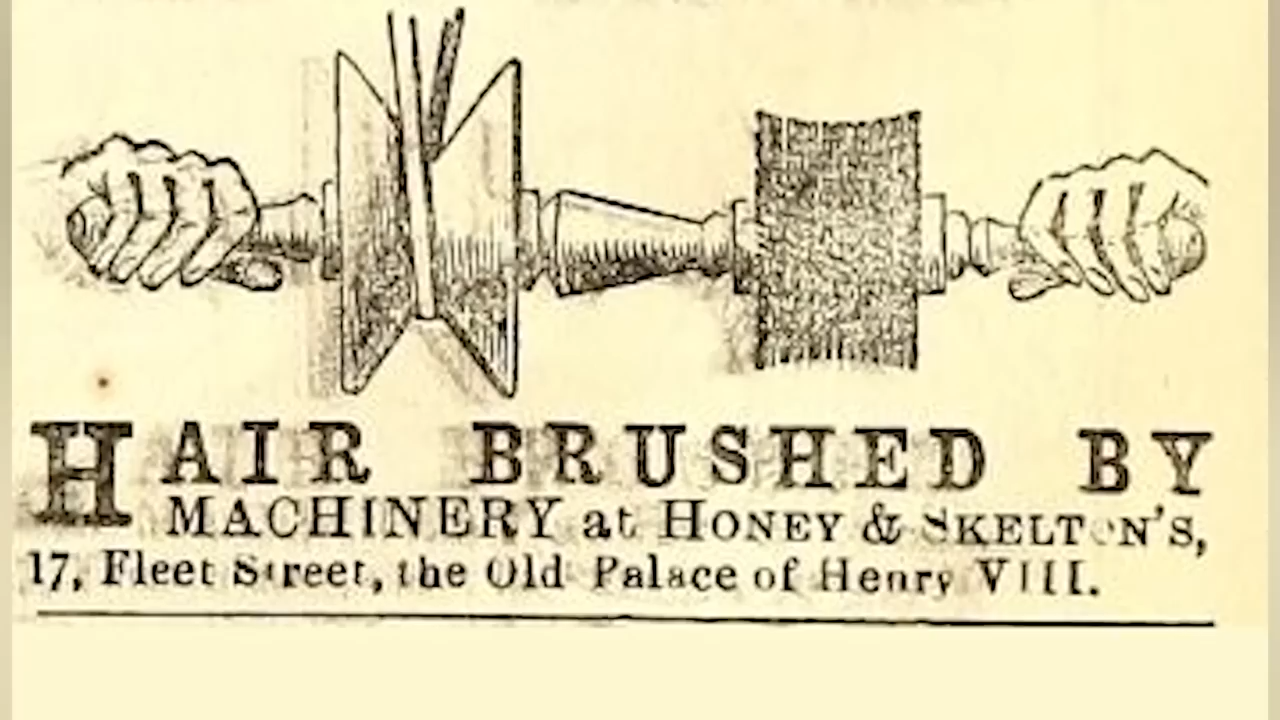 HAIR BRUSHED BY
MACHINERY at HONEY & SKELTON'S,
17, Fleet Street, the Old Palace of Henry VIII.